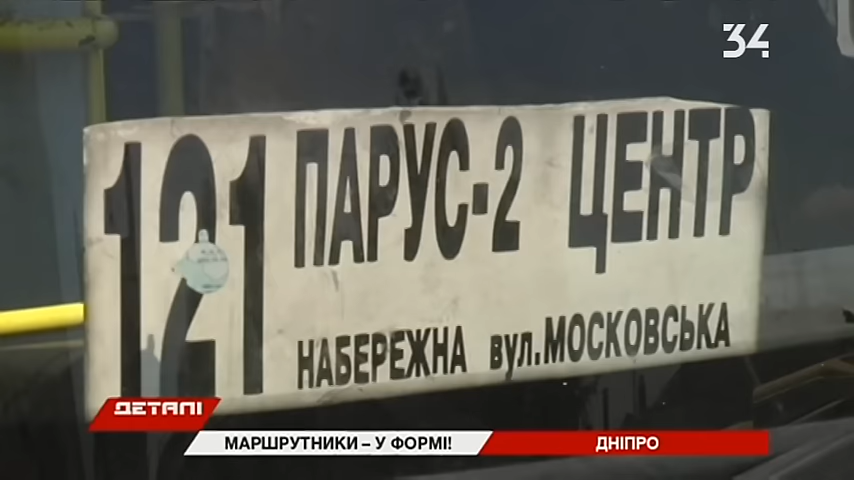 34
121
ПАРУС-2 ЦЕНТР
НАБЕРЕЖНА вул.МОСКОВСЬКА
ДЕТАЛІ
МАРШРУТНИКИ – У ФОРМІ!
ДНІПРО